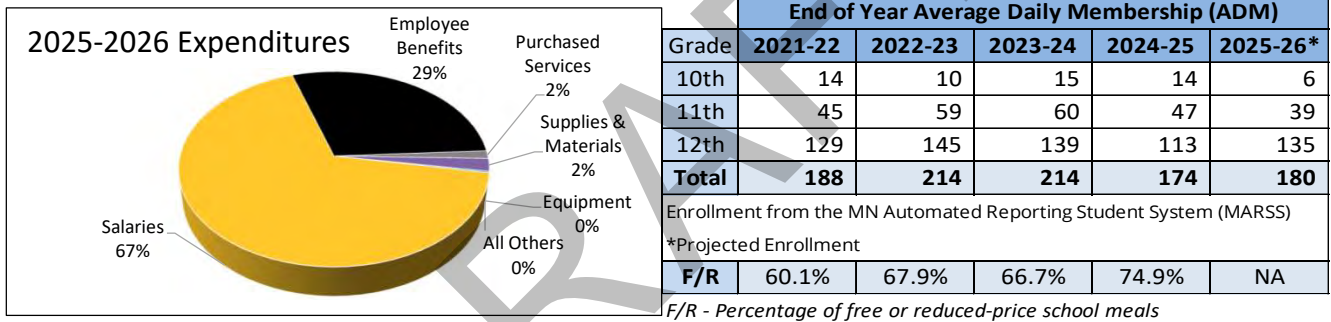 2025-2026 Expenditures
Employee
Benefits
29%
Purchased
Services
2%
Supplies &
Materials
2%
Equipment
0%
All Others
0%
Salaries
67%
End of Year Average Daily Membership (ADM)
Grade 2021-22 2022-23 2023-24 2024-25 2025-26*
10th 14 10 15 14 6
11th 45 59 60 47 39
12th 129 145 139 113 135
Total 188 214 214 174 180
Enrollment from the MN Automated Reporting Student System (MARSS)
*Projected Enrollment
F/R 60.1% 67.9% 66.7% 74.9% NA
F/R - Percentage of free or reduced-price school meals